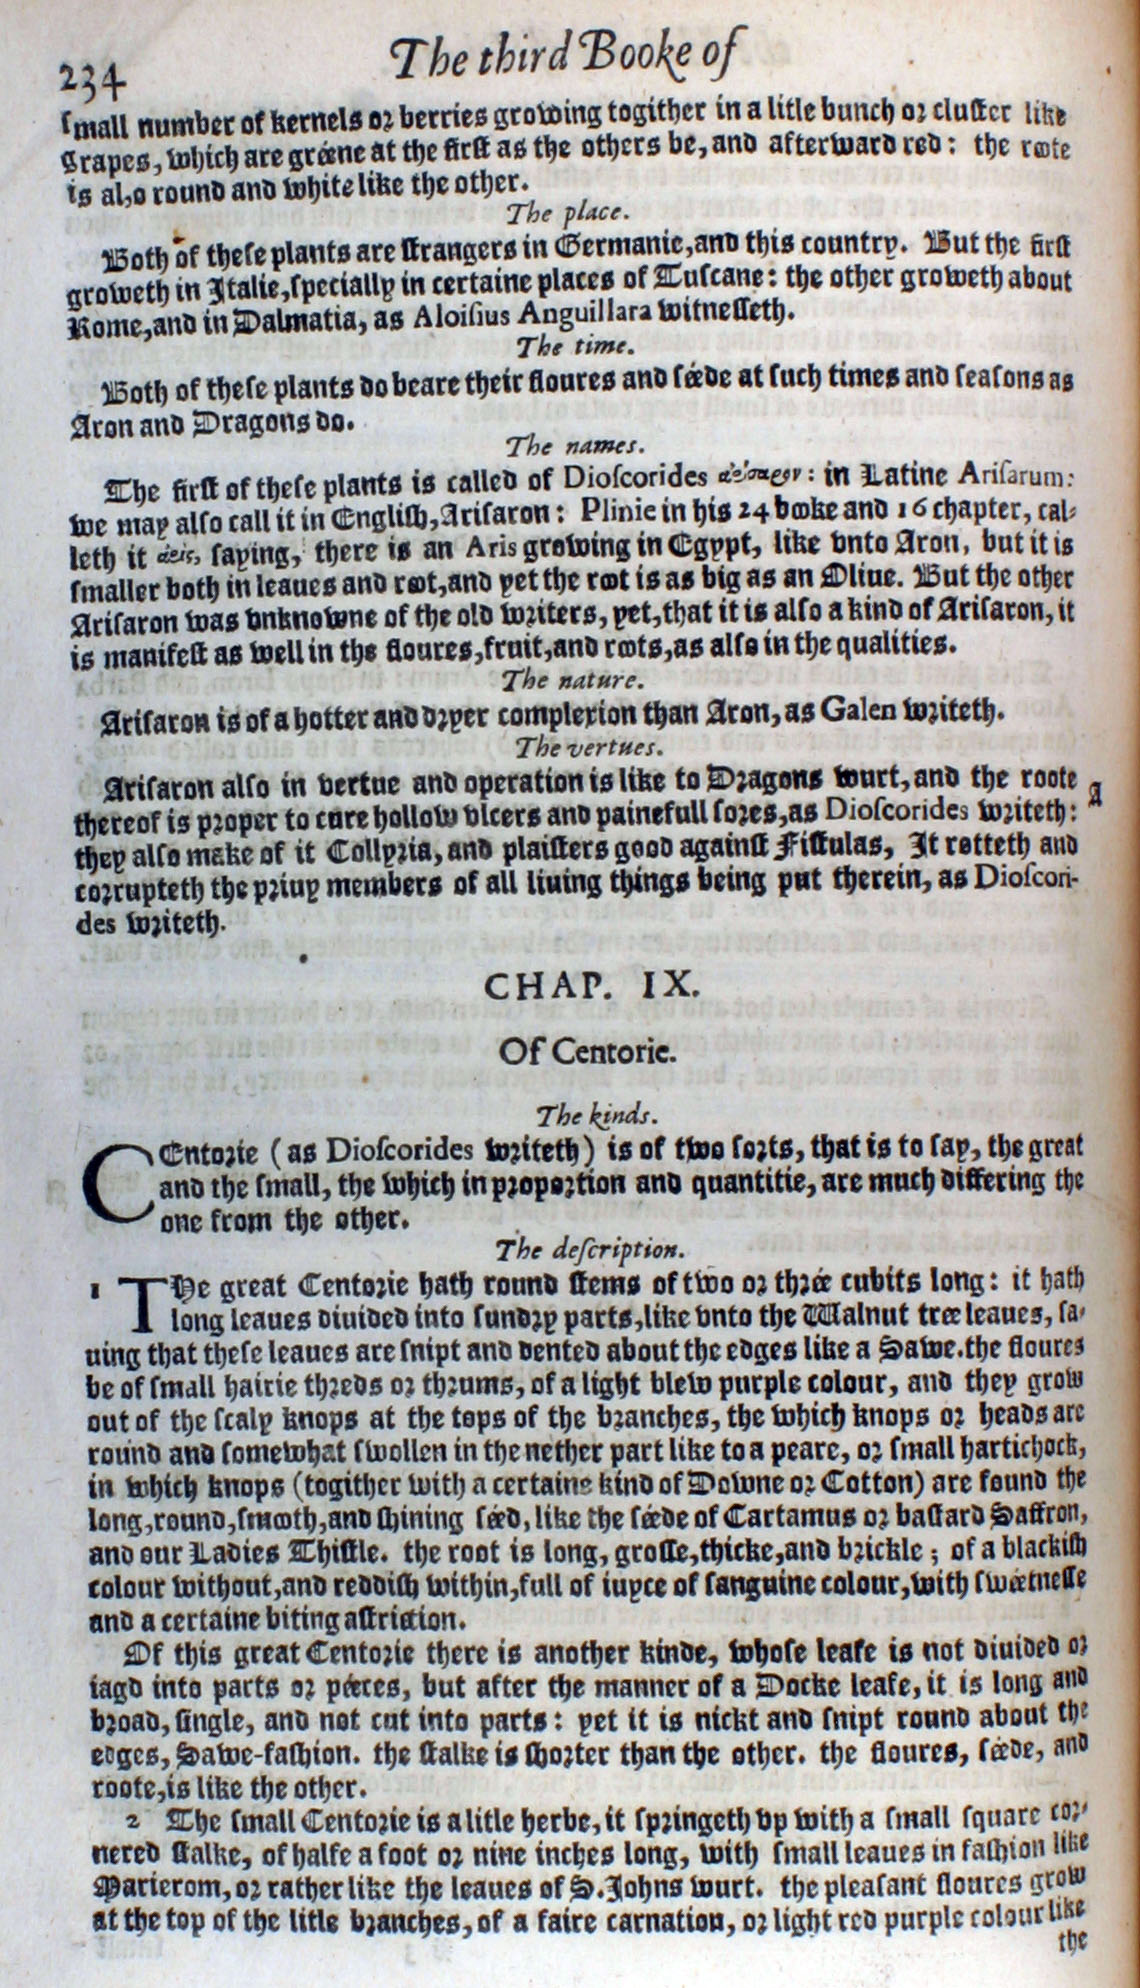 234 The third Booke of
ſmall number of kernels or berries growing togither in a litle bunch or cluſter like
Grapes, which are gréene at the firſt as the others be, and afterward red: the roote
is alſo round and white like the other.
The place.
Both of theſe plants are ſtrangers in Germanie, and this country. But the firſt
groweth in Italie, ſpecially in certaine places of Tuſcane: the other groweth about
Rome, and in Dalmatia, as Aloiſius Anguillara witneſſeth.
The time.
Both of theſe plants do beare their floures and ſéede at ſuch times and ſeaſons as
Aron and Dragons do.
The names.
The firſt of theſe plants is called of Dioſcorides : in Latine Ariſarum:
we may alſo call it in Engliſh, Ariſaron: Plinie in his 24 booke and 16 chapter, cal-
leth it ἀρις, ſaying, there is an Aris growing in Egypt, like vnto Aron, but it is
ſmaller both in leaues and root, and yet the root is as big as an Oliue. But the other
Ariſaron was vnknowne of the old writers, yet, that it is alſo a kind of Ariſaron, it
is manifeſt as well in the floures, fruit, and roots, as alſo in the qualities.
The nature.
Ariſaron is of a hotter and dryer complexion than Aron, as Galen writeth.
The vertues.
Ariſaron alſo in vertue and operation is like to Dragons wurt, and the roote A
thereof is proper to cure hollow vlcers and painefull ſores, as Dioſcorides writeth:
they alſo make of it Collyria, and plaiſters good againſt Fiſtulas, It rotteth and
corrupteth the priuy members of all liuing things being put therein, as Dioſcori-
des writeth.
CHAP. IX.
Of Centorie.
The kinds.
CEntorie (as Dioſcorides writeth) is of two ſorts, that is to ſay, the great
and the ſmall, the which in proportion and quantitie, are much differing the
one from the other.
The deſcription.
1 THe great Centorie hath round ſtems of two or thrée cubits long: it hath
long leaues diuided into ſundry parts, like vnto the Walnut trée leaues, ſa-
uing that theſe leaues are ſnipt and dented about the edges like a Sawe. the floures
be of ſmall hairie threds or thrums, of a light blew purple colour, and they grow
out of the ſcaly knops at the tops of the branches, the which knops or heads are
round and ſomewhat ſwollen in the nether part like to a peare, or ſmall hartichock,
in which knops (togither with a certaine kind of Downe or Cotton) are found the
long, round, ſmooth, and ſhining ſéed, like the ſéede of Cartamus or baſtard Saffron,
and our Ladies Thiſtle. the root is long, groſſe, thicke, and brickle; of a blackiſh
colour without, and reddiſh within, full of iuyce of ſanguine colour, with ſwéetneſſe
and a certaine biting aſtriction.
Of this great Centorie there is another kinde, whoſe leafe is not diuided or
iagd into parts or péeces, but after the manner of a Docke leafe, it is long and
broad, ſingle, and not cut into parts: yet it is nickt and ſnipt round about the
edges, Sawe-faſhion. the ſtalke is ſhorter than the other. the floures, ſéede, and
roote, is like the other.
2 The ſmall Centorie is a litle herbe, it ſpringeth vp with a ſmall ſquare cor-
nered ſtalke, of halfe a foot or nine inches long, with ſmall leaues in faſhion like
Marierom, or rather like the leaues of S. Johns wurt. the pleaſant floures grow
at the top of the litle branches, of a faire carnation, or light red purple colour like
the